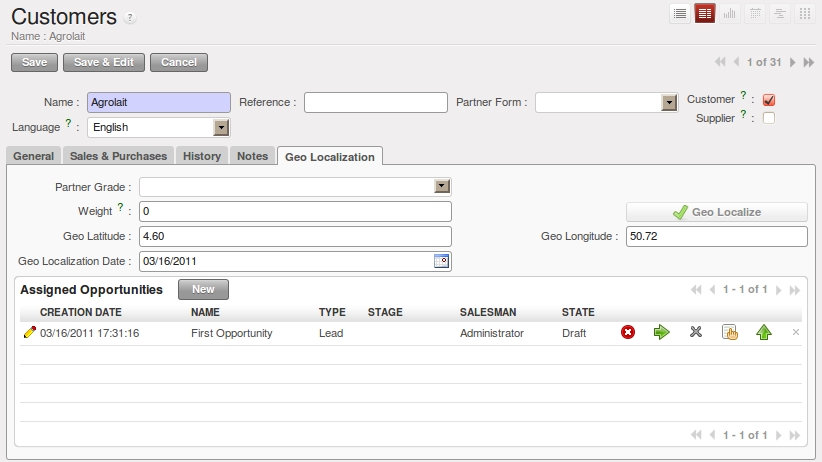 Customers ?
Name : Agrolait
Save Save & Edit Cancel 1 of 31
Name : Agrolait Reference : Partner Form : Customer ? :
Language ? : English Supplier ? :
General Sales & Purchases History Notes Geo Localization
Partner Grade :
Weight ? : 0 Geo Localize
Geo Latitude : 4.60 Geo Longitude : 50.72
Geo Localization Date : 03/16/2011
Assigned Opportunities New 1 - 1 of 1
CREATION DATE NAME TYPE STAGE SALESMAN STATE
03/16/2011 17:31:16 First Opportunity Lead Administrator Draft
1 - 1 of 1